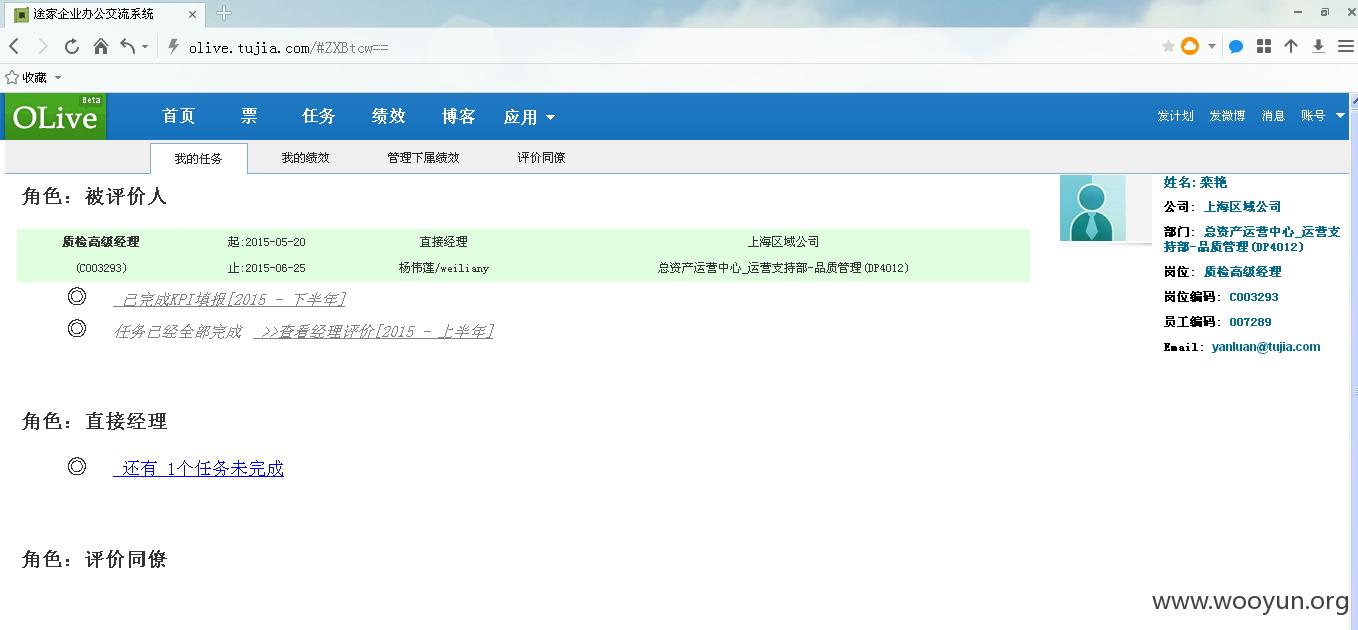 途家企业办公交流系统
olive.tujia.com/#ZXBtcw==
收藏
OLive Beta
首页 票 任务 绩效 博客 应用
发计划 发微博 消息 账号
我的任务 我的绩效 管理下属绩效 评价同僚
角色：被评价人
质检高级经理 起:2015-05-20 直接经理 上海区域公司
(C003293) 止:2015-06-25 杨伟莲/weiliany 总资产运营中心_运营支持部-品质管理(DP4012)
已完成KPI填报[2015 - 下半年]
任务已经全部完成 >>查看经理评价[2015 - 上半年]
角色：直接经理
还有 1个任务未完成
角色：评价同僚
姓名:栾艳
公司: 上海区域公司
部门: 总资产运营中心_运营支
持部-品质管理(DP4012)
岗位: 质检高级经理
岗位编码: C003293
员工编码: 007289
Email: yanluan@tujia.com
www.wooyun.org